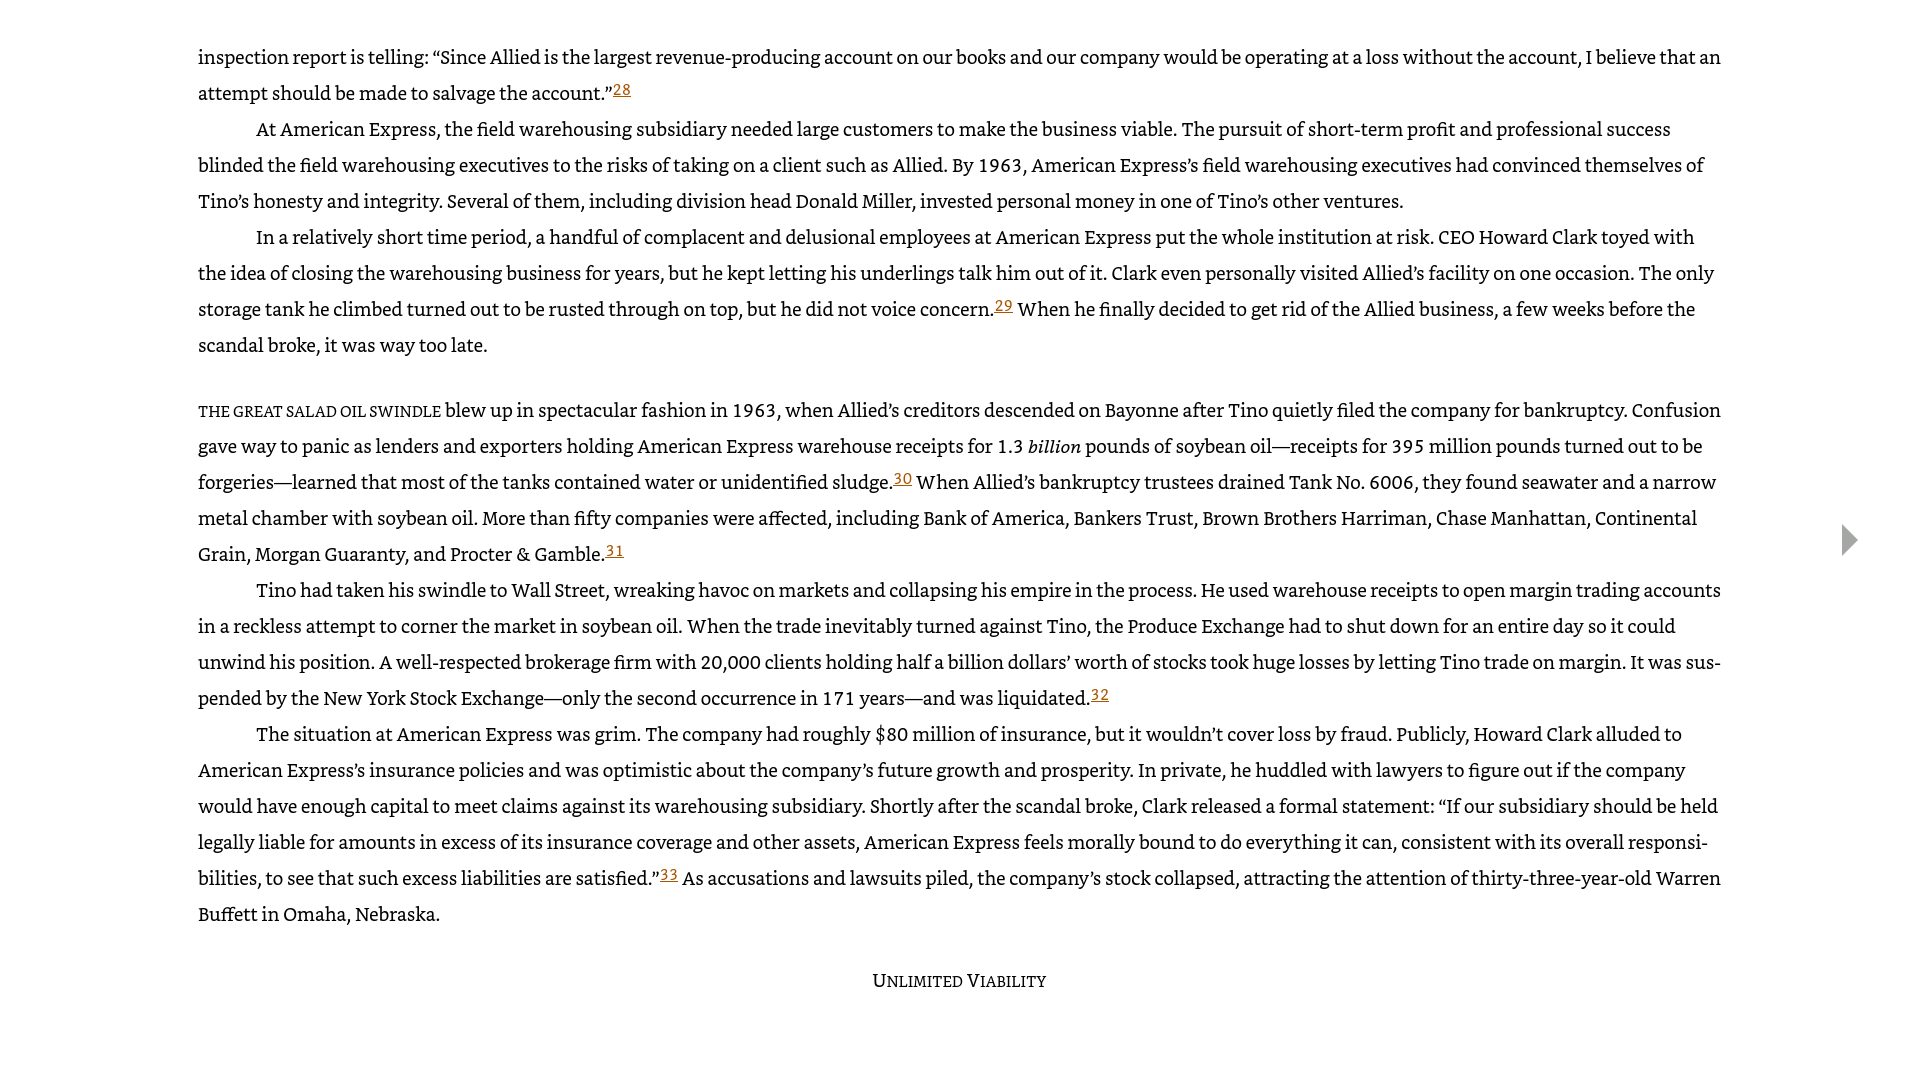 inspection report is telling: “Since Allied is the largest revenue-producing account on our books and our company would be operating at a loss without the account, I believe that an
attempt should be made to salvage the account.”28
At American Express, the field warehousing subsidiary needed large customers to make the business viable. The pursuit of short-term profit and professional success
blinded the field warehousing executives to the risks of taking on a client such as Allied. By 1963, American Express’s field warehousing executives had convinced themselves of
Tino’s honesty and integrity. Several of them, including division head Donald Miller, invested personal money in one of Tino’s other ventures.
In a relatively short time period, a handful of complacent and delusional employees at American Express put the whole institution at risk. CEO Howard Clark toyed with
the idea of closing the warehousing business for years, but he kept letting his underlings talk him out of it. Clark even personally visited Allied’s facility on one occasion. The only
storage tank he climbed turned out to be rusted through on top, but he did not voice concern.29 When he finally decided to get rid of the Allied business, a few weeks before the
scandal broke, it was way too late.
THE GREAT SALAD OIL SWINDLE blew up in spectacular fashion in 1963, when Allied’s creditors descended on Bayonne after Tino quietly filed the company for bankruptcy. Confusion
gave way to panic as lenders and exporters holding American Express warehouse receipts for 1.3 billion pounds of soybean oil—receipts for 395 million pounds turned out to be
forgeries—learned that most of the tanks contained water or unidentified sludge.30 When Allied’s bankruptcy trustees drained Tank No. 6006, they found seawater and a narrow
metal chamber with soybean oil. More than fifty companies were affected, including Bank of America, Bankers Trust, Brown Brothers Harriman, Chase Manhattan, Continental
Grain, Morgan Guaranty, and Procter & Gamble.31
Tino had taken his swindle to Wall Street, wreaking havoc on markets and collapsing his empire in the process. He used warehouse receipts to open margin trading accounts
in a reckless attempt to corner the market in soybean oil. When the trade inevitably turned against Tino, the Produce Exchange had to shut down for an entire day so it could
unwind his position. A well-respected brokerage firm with 20,000 clients holding half a billion dollars’ worth of stocks took huge losses by letting Tino trade on margin. It was sus-
pended by the New York Stock Exchange—only the second occurrence in 171 years—and was liquidated.32
The situation at American Express was grim. The company had roughly $80 million of insurance, but it wouldn’t cover loss by fraud. Publicly, Howard Clark alluded to
American Express’s insurance policies and was optimistic about the company’s future growth and prosperity. In private, he huddled with lawyers to figure out if the company
would have enough capital to meet claims against its warehousing subsidiary. Shortly after the scandal broke, Clark released a formal statement: “If our subsidiary should be held
legally liable for amounts in excess of its insurance coverage and other assets, American Express feels morally bound to do everything it can, consistent with its overall responsi-
bilities, to see that such excess liabilities are satisfied.”33 As accusations and lawsuits piled, the company’s stock collapsed, attracting the attention of thirty-three-year-old Warren
Buffett in Omaha, Nebraska.
UNLIMITED VIABILITY